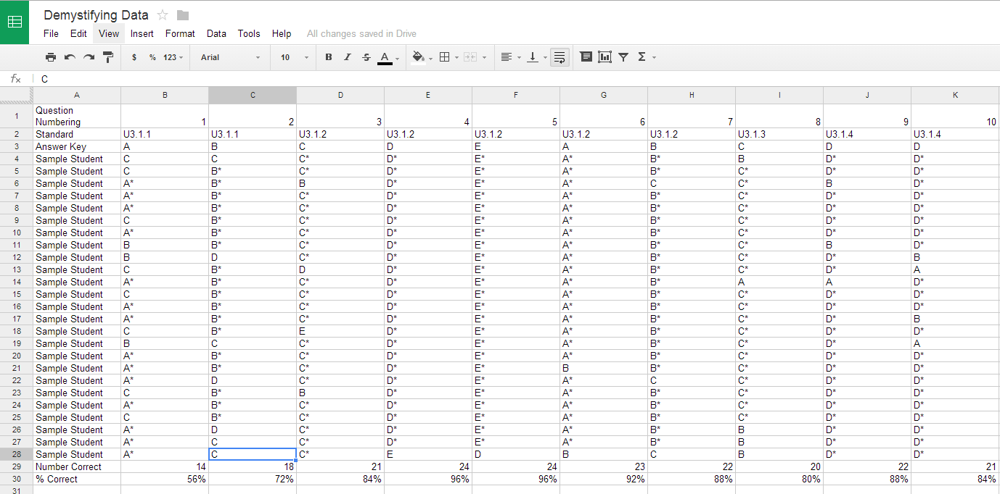 Demystifying Data
File Edit View Insert Format Data Tools Help All changes saved in Drive
$ % 123 Arial 10 B I S A Σ
fx C
A B C D E F G H I J K
1 Question Numbering 1 2 3 4 5 6 7 8 9 10
2 Standard U3.1.1 U3.1.1 U3.1.2 U3.1.2 U3.1.2 U3.1.2 U3.1.2 U3.1.3 U3.1.4 U3.1.4
3 Answer Key A B C D E A B C D D
4 Sample Student C C C* D* E* A* B* B D* D*
5 Sample Student C B* C* D* E* A* B* C* D* D*
6 Sample Student A* B* B D* E* A* C C* B D*
7 Sample Student A* B* C* D* E* A* B* C* D* D*
8 Sample Student A* B* C* D* E* A* B* C* D* D*
9 Sample Student C B* C* D* E* A* B* C* D* D*
10 Sample Student A* B* C* D* E* A* B* C* D* D*
11 Sample Student B B* C* D* E* A* B* C* B D*
12 Sample Student B D C* D* E* A* B* C* D* B
13 Sample Student C B* D D* E* A* B* C* D* A
14 Sample Student A* B* C* D* E* A* B* A A D*
15 Sample Student C B* C* D* E* A* B* C* D* D*
16 Sample Student A* B* C* D* E* A* B* C* D* D*
17 Sample Student A* B* C* D* E* A* B* C* D* B
18 Sample Student C B* E D* E* A* B* C* D* D*
19 Sample Student B C C* D* E* A* B* C* D* A
20 Sample Student A* B* C* D* E* A* B* C* D* D*
21 Sample Student A* B* C* D* E* B B* C* D* D*
22 Sample Student A* D C* D* E* A* C C* D* D*
23 Sample Student C B* B D* E* A* B* C* D* D*
24 Sample Student A* B* C* D* E* A* B* C* D* D*
25 Sample Student C B* C* D* E* A* B* C* D* D*
26 Sample Student A* D C* D* E* A* B* B D* D*
27 Sample Student A* C C* D* E* A* B* B D* D*
28 Sample Student A* C C* E D B C B D* D*
29 Number Correct 14 18 21 24 24 23 22 20 22 21
30 % Correct 56% 72% 84% 96% 96% 92% 88% 80% 88% 84%
31